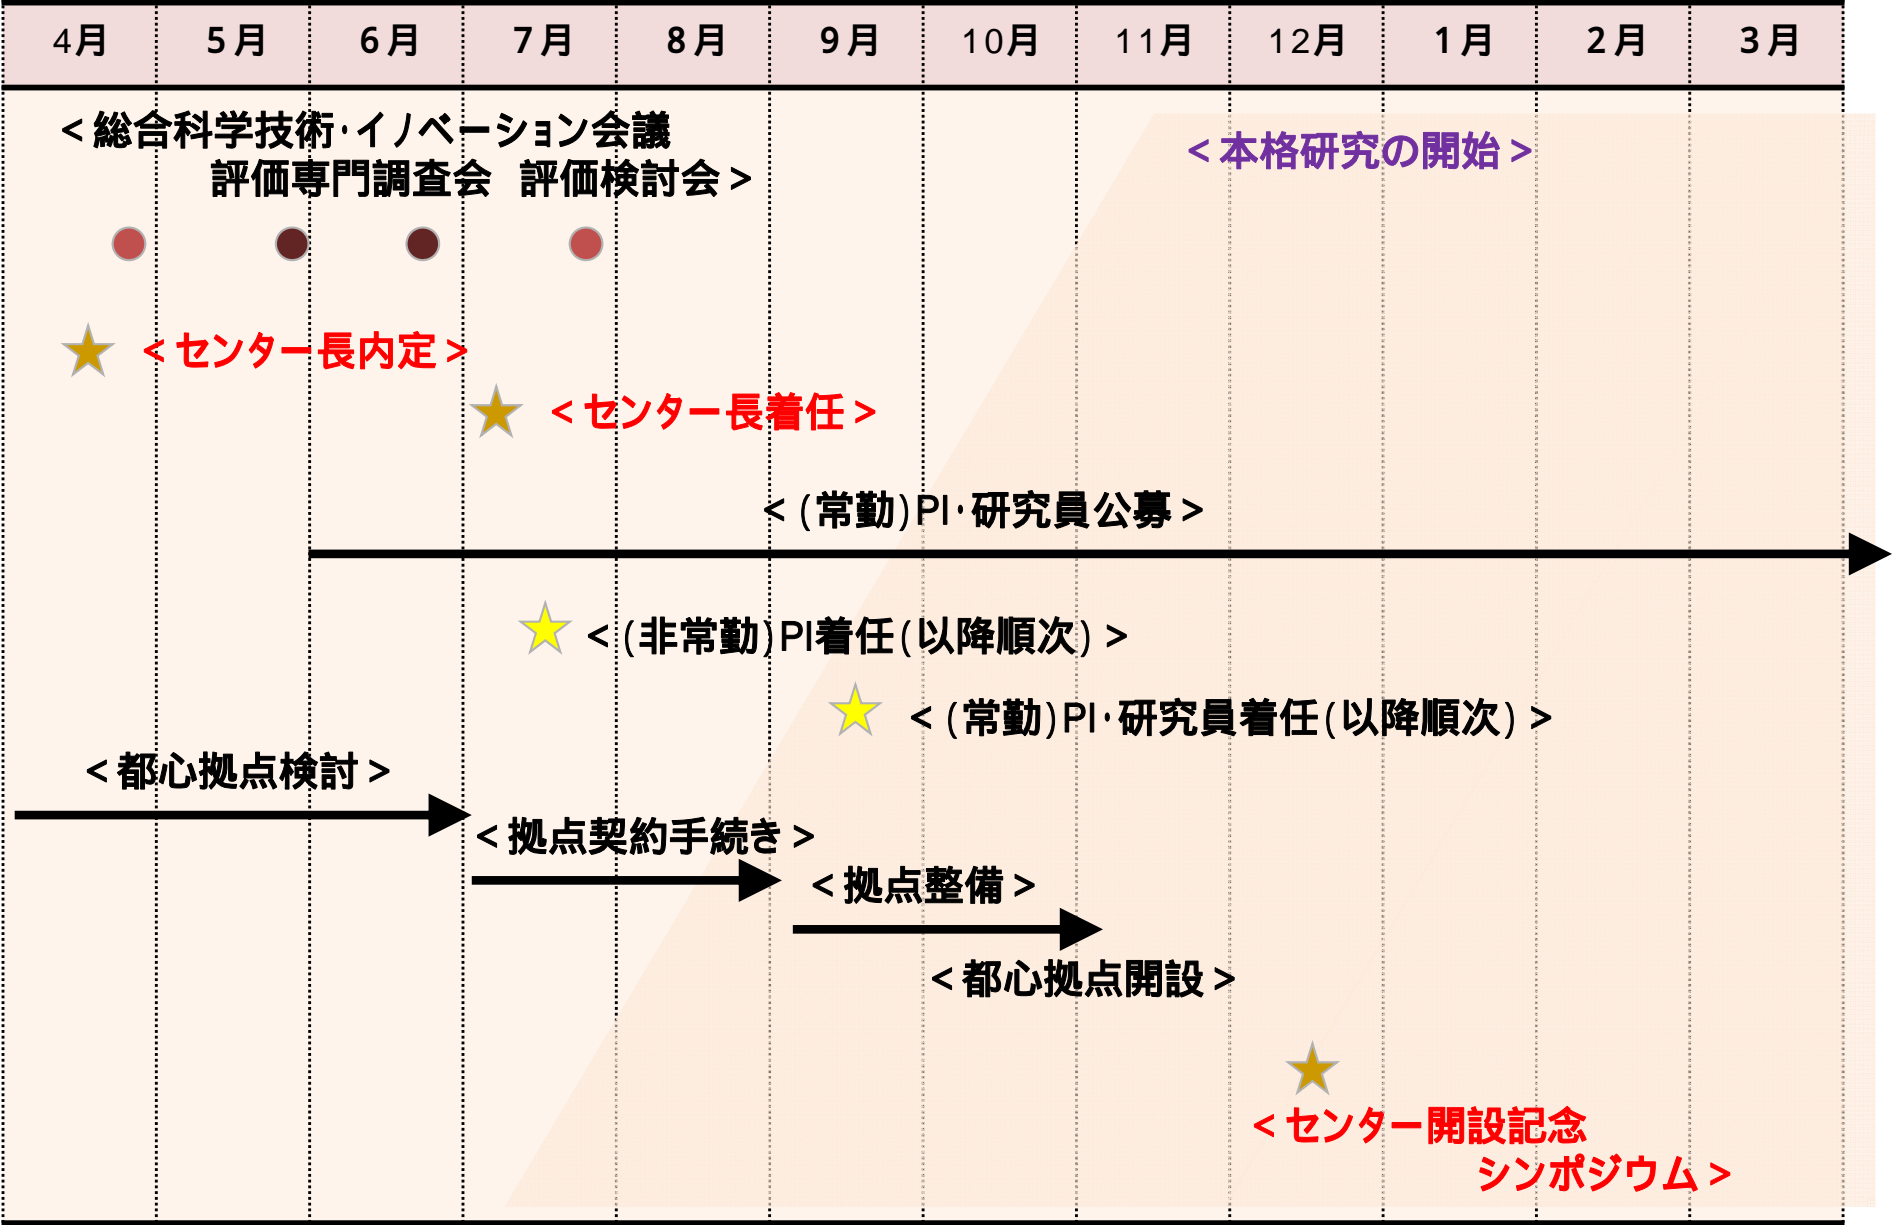 4月 5月 6月 7月 8月 9月 10月 11月 12月 1月 2月 3月
＜総合科学技術・イノベーション会議
評価専門調査会　評価検討会＞
＜本格研究の開始＞
＜センター長内定＞
＜センター長着任＞
＜(常勤)PI・研究員公募＞
＜(非常勤)PI着任(以降順次)＞
＜(常勤)PI・研究員着任(以降順次)＞
＜都心拠点検討＞
＜拠点契約手続き＞
＜拠点整備＞
＜都心拠点開設＞
＜センター開設記念
シンポジウム＞